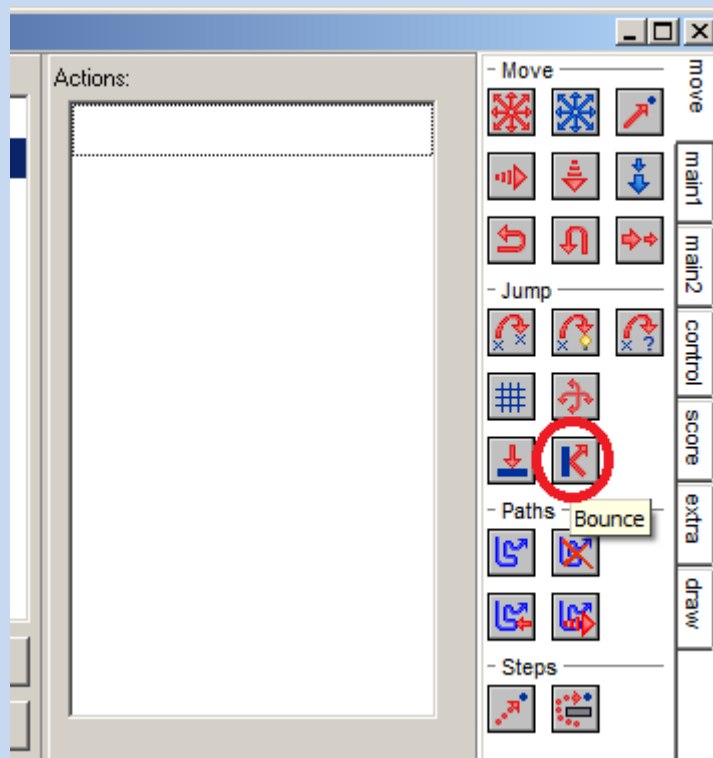 Actions:
Move
Jump
Paths
Bounce
Steps
move
main1
main2
control
score
extra
draw